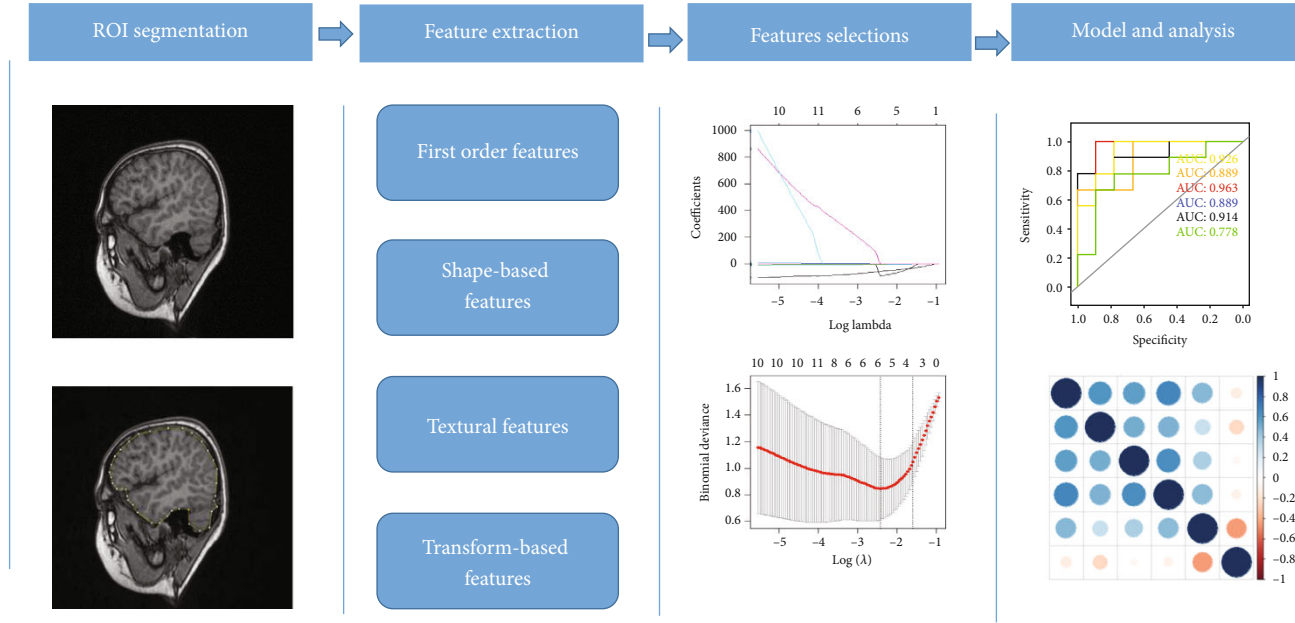 ROI segmentation
Feature extraction
Features selections
Model and analysis
First order features
Shape-based
features
Textural features
Transform-based
features
10 11 6 5 1
1000
800
600
400
200
0
Coefficients
−5 −4 −3 −2 −1
Log lambda
10 10 10 11 8 6 6 6 5 4 3 0
1.6
1.4
1.2
1.0
0.8
0.6
Binomial deviance
−5 −4 −3 −2 −1
Log (λ)
1.0
0.8
0.6
0.4
0.2
0.0
Sensitivity
AUC: 0.926
AUC: 0.889
AUC: 0.963
AUC: 0.889
AUC: 0.914
AUC: 0.778
1.0 0.8 0.6 0.4 0.2 0.0
Specificity
1
0.8
0.6
0.4
0.2
0
−0.2
−0.4
−0.6
−0.8
−1